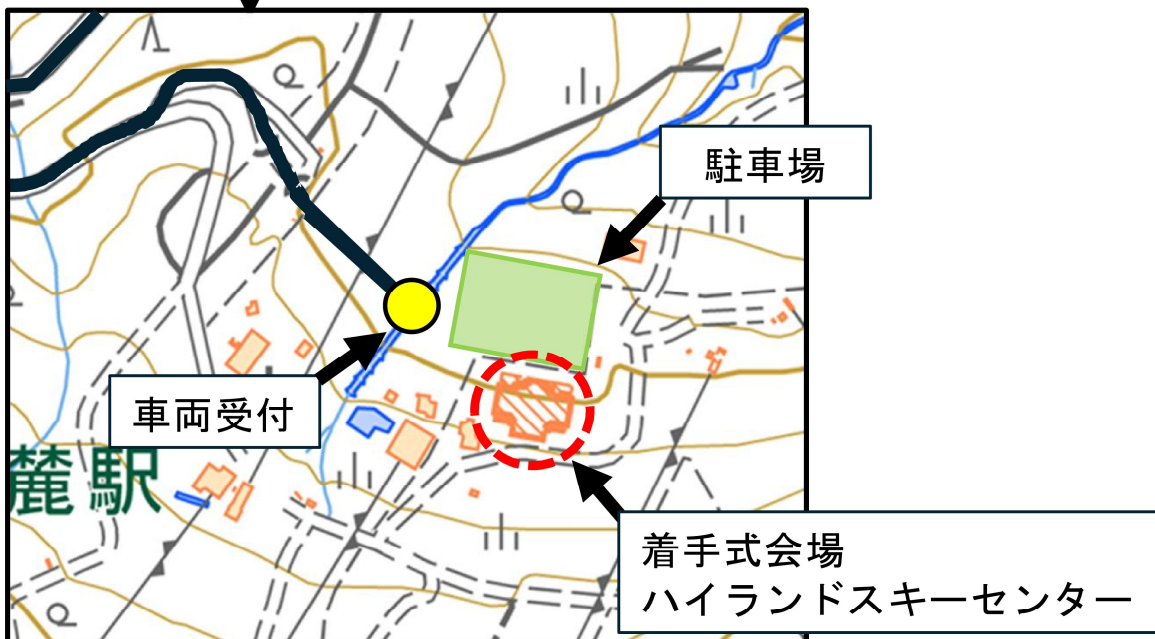 駐車場
車両受付
麓駅
着手式会場
ハイランドスキーセンター